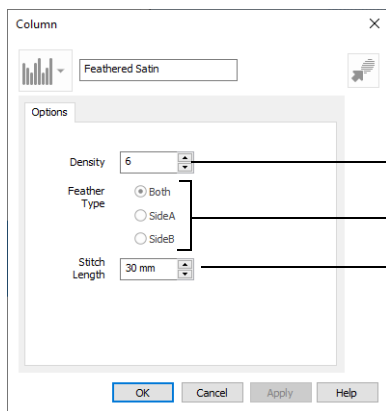 Column
Feathered Satin
Options
Density 6
Feather Type
Both
SideA
SideB
Stitch Length 30 mm
OK Cancel Apply Help